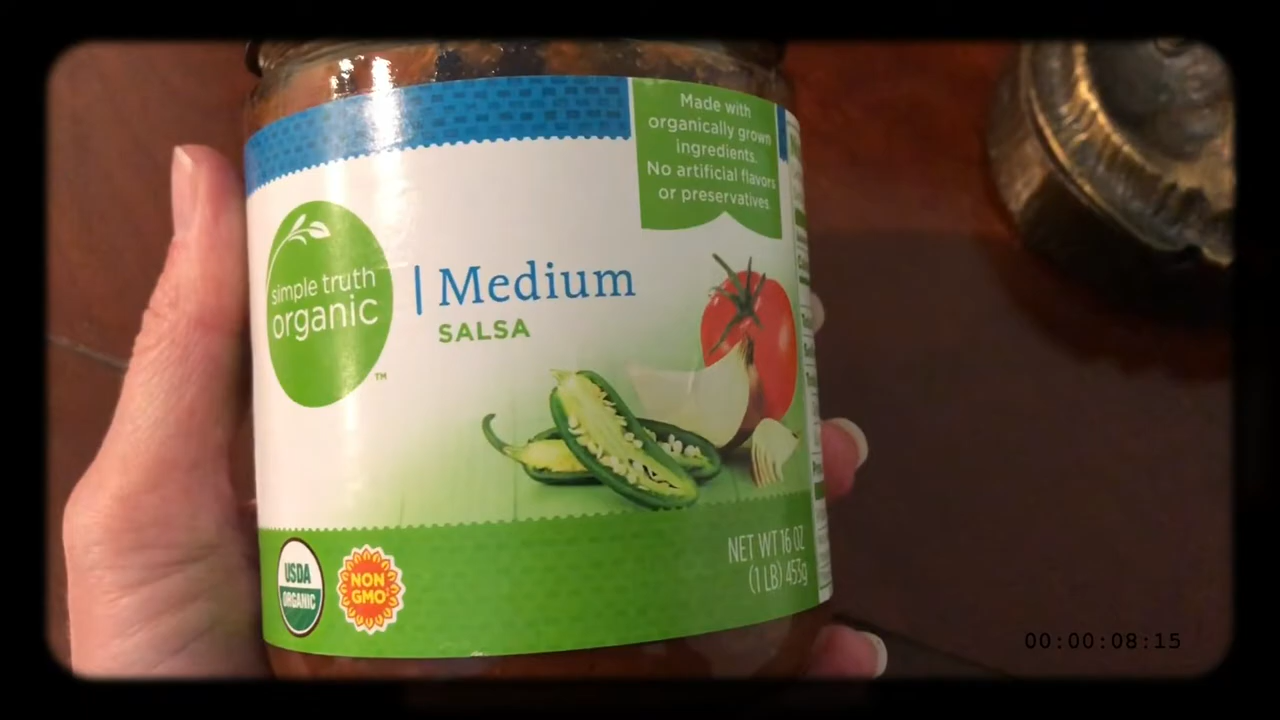 Made with
organically grown
ingredients.
No artificial flavors
or preservatives.
simple truth
organic
TM
| Medium
SALSA
NET WT 16 OZ
(1 LB) 453g
USDA
ORGANIC
NON
GMO
00:00:08:15